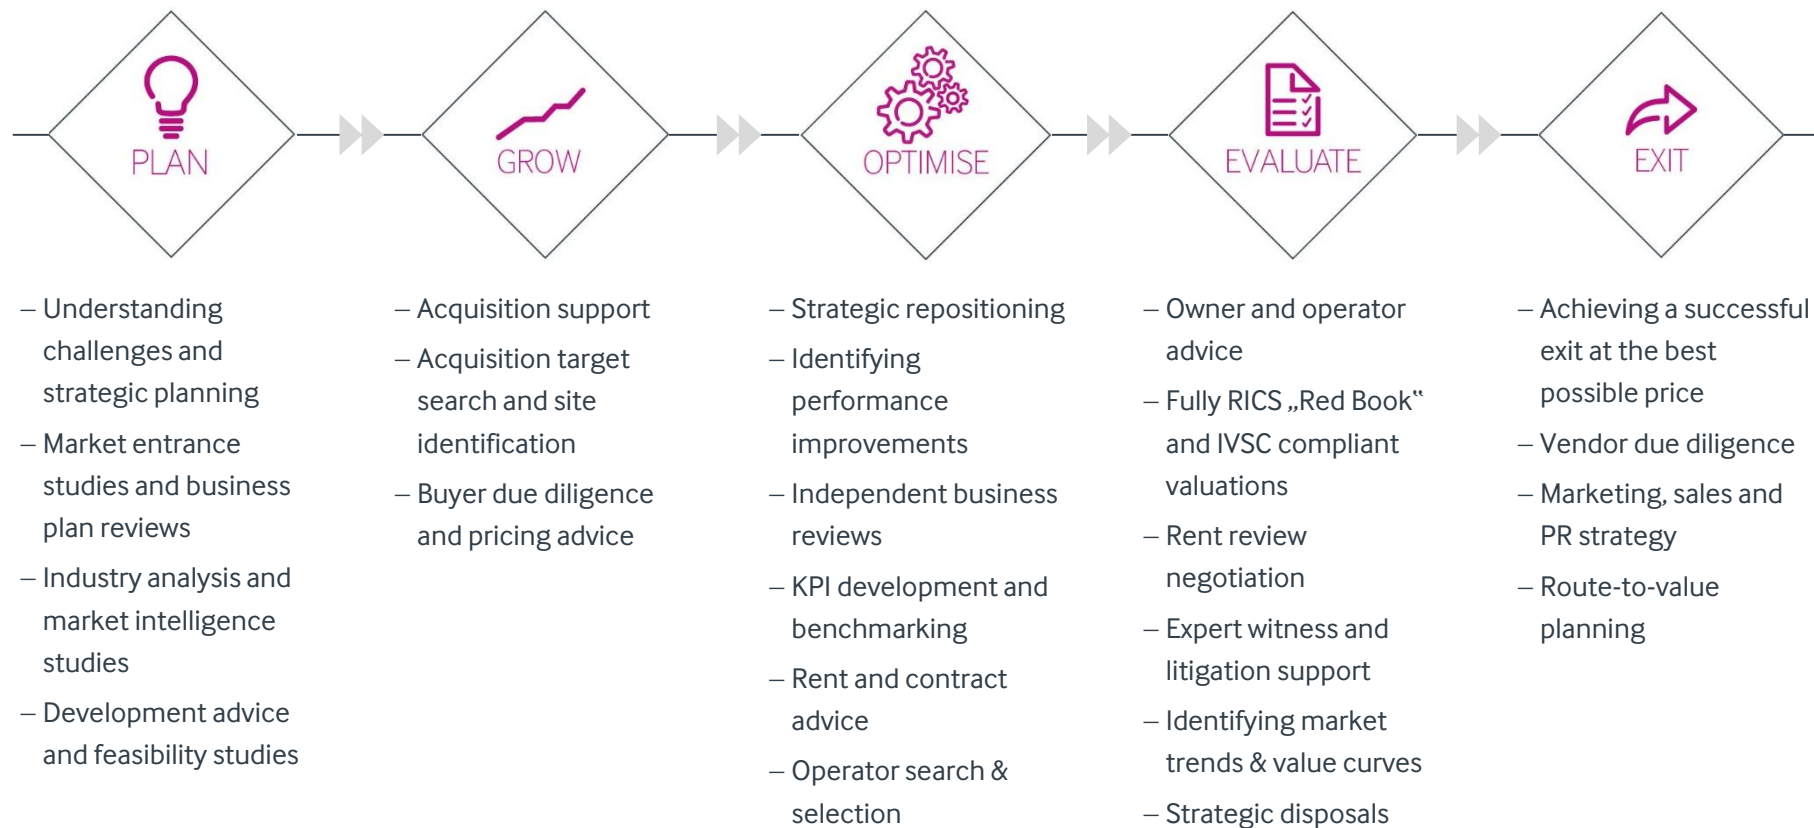 PLAN
GROW
OPTIMISE
EVALUATE
EXIT
– Understanding
challenges and
strategic planning
– Market entrance
studies and business
plan reviews
– Industry analysis and
market intelligence
studies
– Development advice
and feasibility studies
– Acquisition support
– Acquisition target
search and site
identification
– Buyer due diligence
and pricing advice
– Strategic repositioning
– Identifying
performance
improvements
– Independent business
reviews
– KPI development and
benchmarking
– Rent and contract
advice
– Operator search &
selection
– Owner and operator
advice
– Fully RICS „Red Book“
and IVSC compliant
valuations
– Rent review
negotiation
– Expert witness and
litigation support
– Identifying market
trends & value curves
– Strategic disposals
– Achieving a successful
exit at the best
possible price
– Vendor due diligence
– Marketing, sales and
PR strategy
– Route-to-value
planning